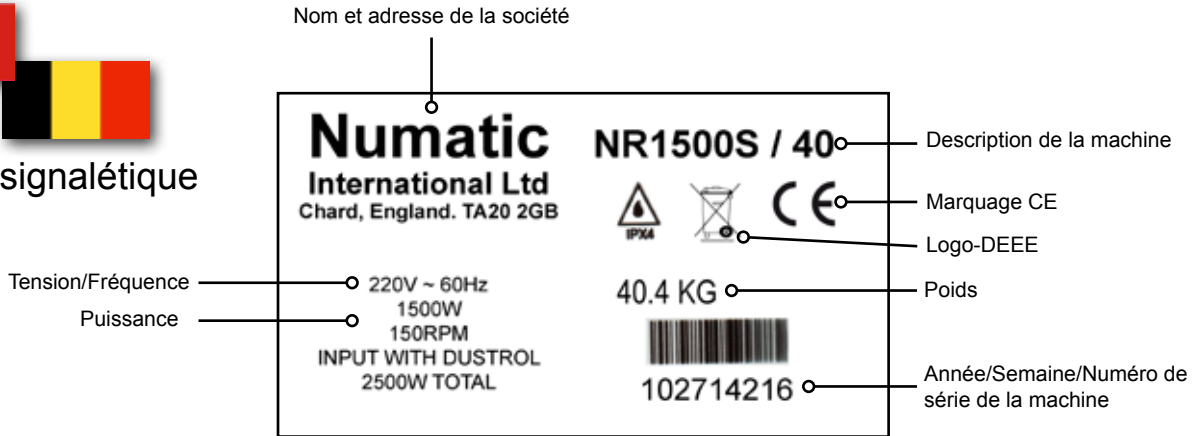 Nom et adresse de la société
signalétique
Numatic
International Ltd
Chard, England. TA20 2GB
NR1500S / 40
IPX4
CE
Description de la machine
Marquage CE
Logo-DEEE
Tension/Fréquence
Puissance
220V ~ 60Hz
1500W
150RPM
INPUT WITH DUSTROL
2500W TOTAL
40.4 KG
Poids
102714216
Année/Semaine/Numéro de
série de la machine